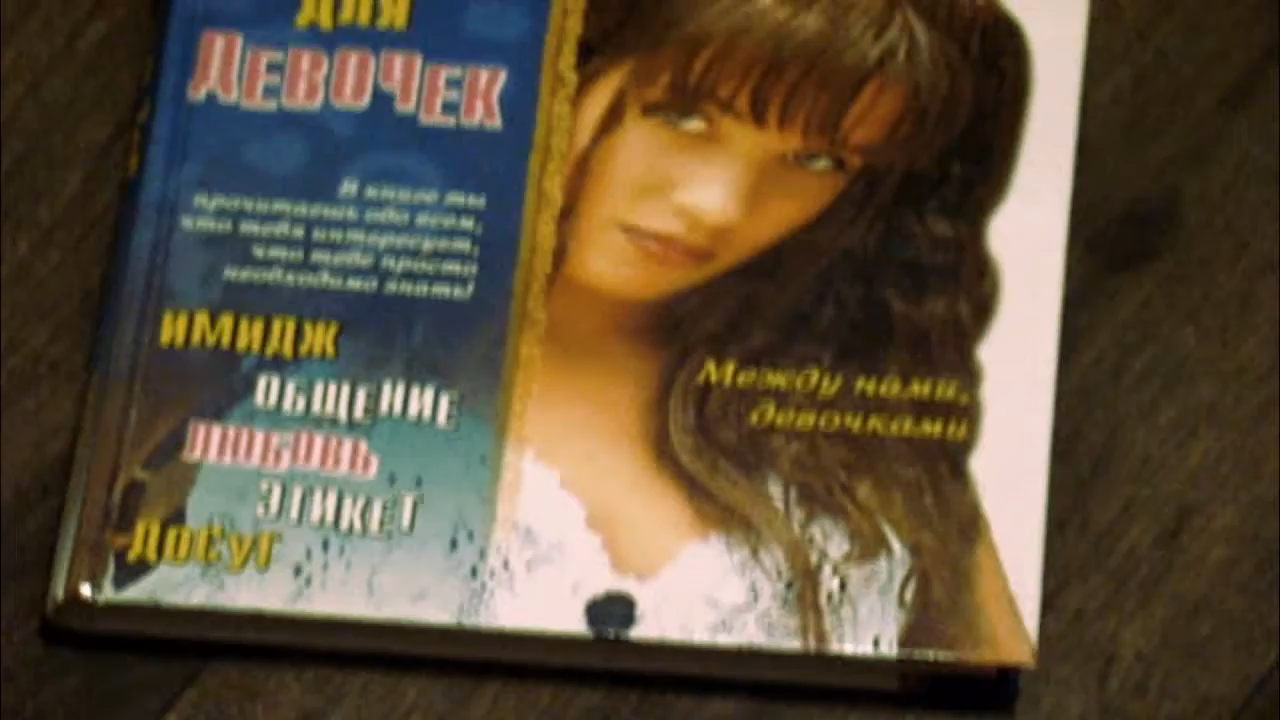 для
Девочек
В книге ты
прочитаешь обо всем,
что тебя интересует,
что тебе просто
необходимо знать!
имидж
общение
любовь
этикет
досуг
Между нами,
девочками